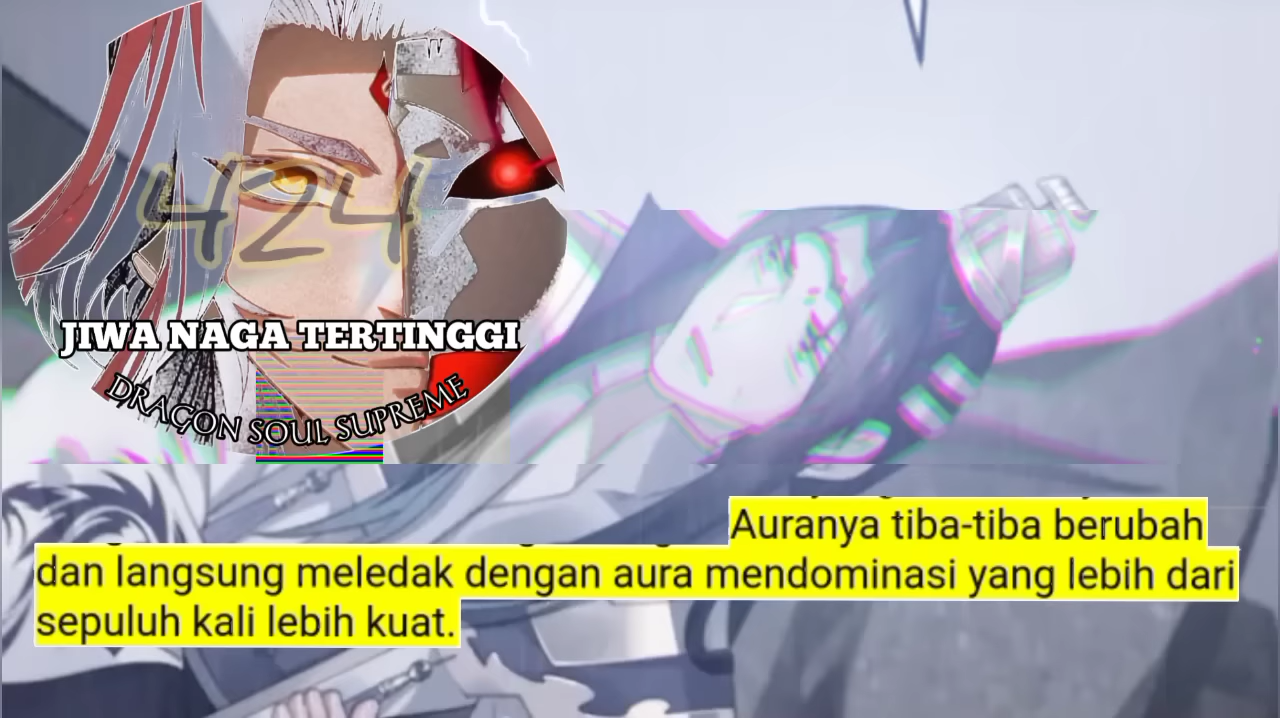 424
JIWA NAGA TERTINGGI
DRAGON SOUL SUPREME
Auranya tiba-tiba berubah
dan langsung meledak dengan aura mendominasi yang lebih dari
sepuluh kali lebih kuat.